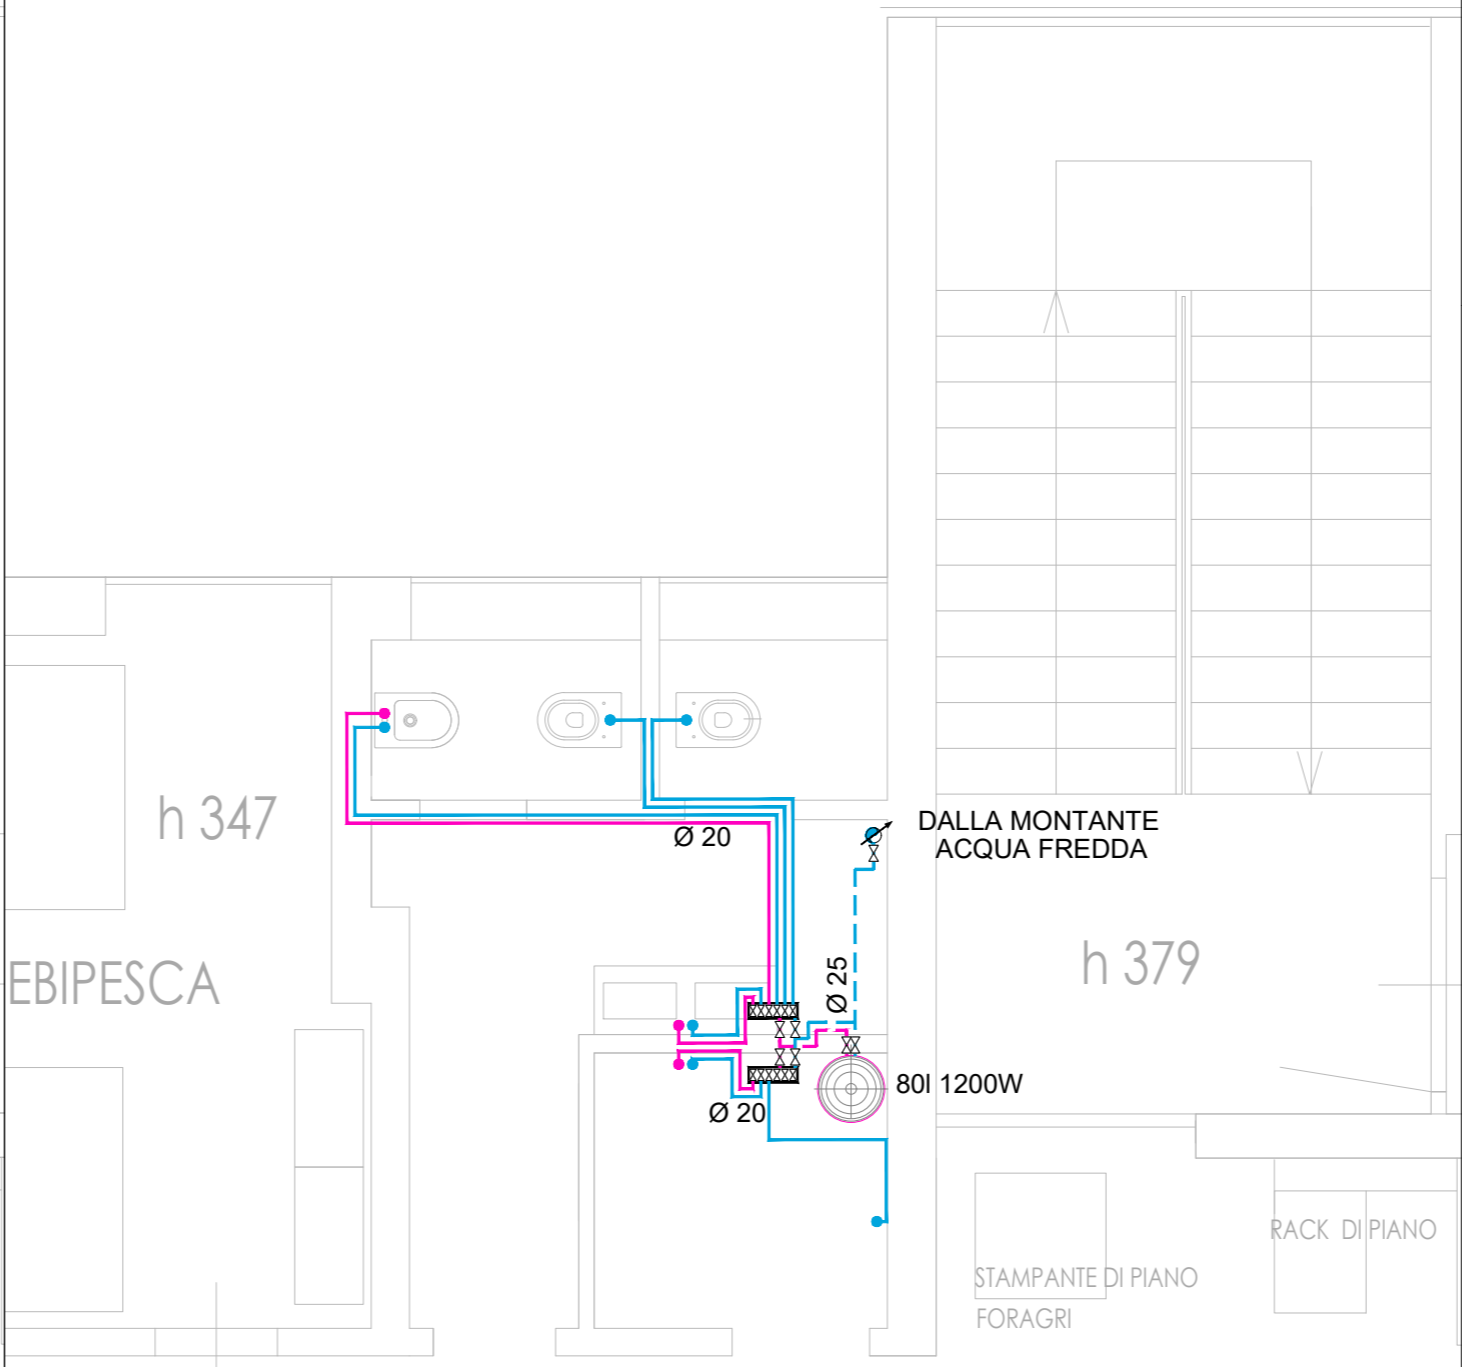 h 347
Ø 20
DALLA MONTANTE
ACQUA FREDDA
EBIPESCA
Ø 25
h 379
80l 1200W
Ø 20
RACK DI PIANO
STAMPANTE DI PIANO
FORAGRI